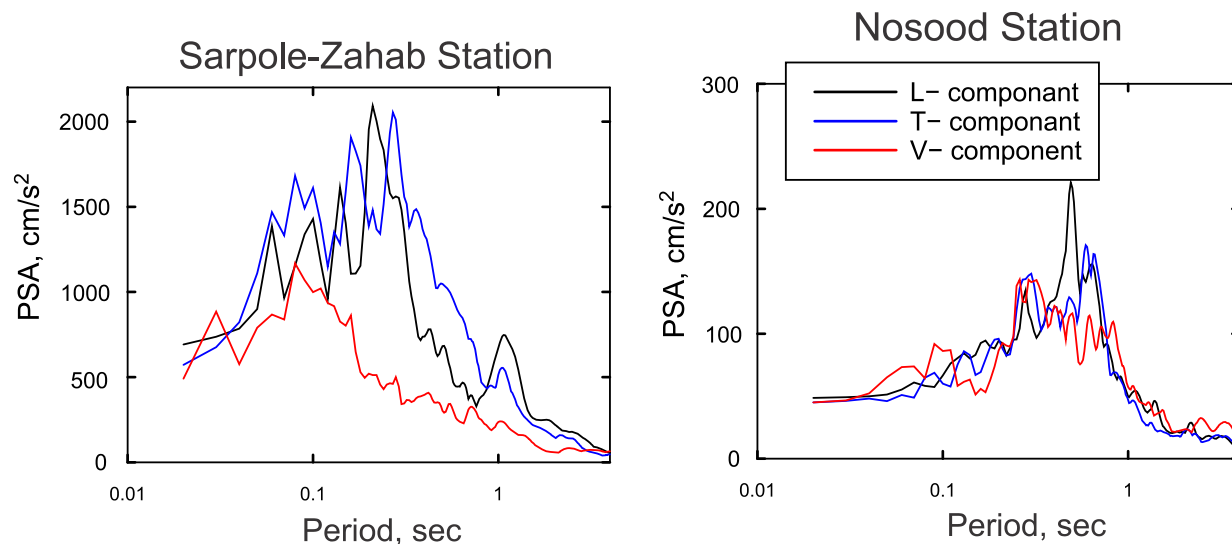 Sarpole-Zahab Station
PSA, cm/s²
2000
1500
1000
500
0
0.01
0.1
1
Period, sec
Nosood Station
L− componant
T− componant
V− component
PSA, cm/s²
300
200
100
0
0.01
0.1
1
Period, sec